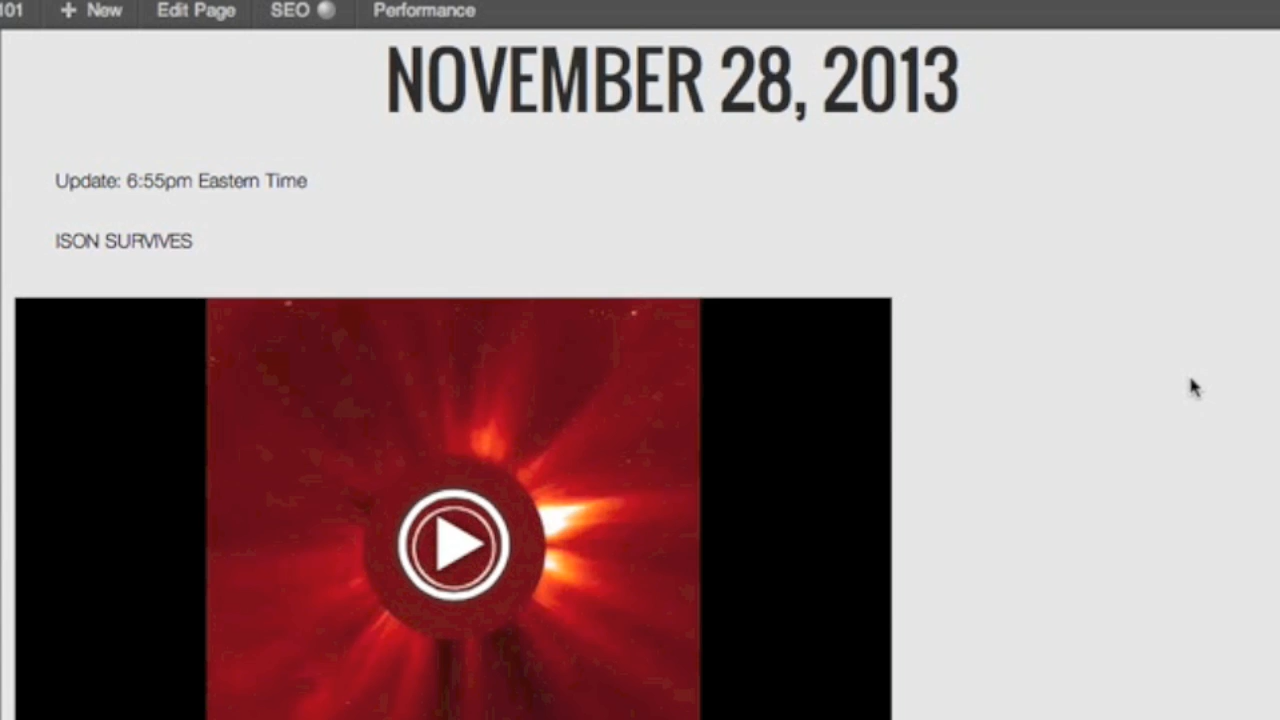 101 New Edit Page SEO Performance
NOVEMBER 28, 2013
Update: 6:55pm Eastern Time
ISON SURVIVES